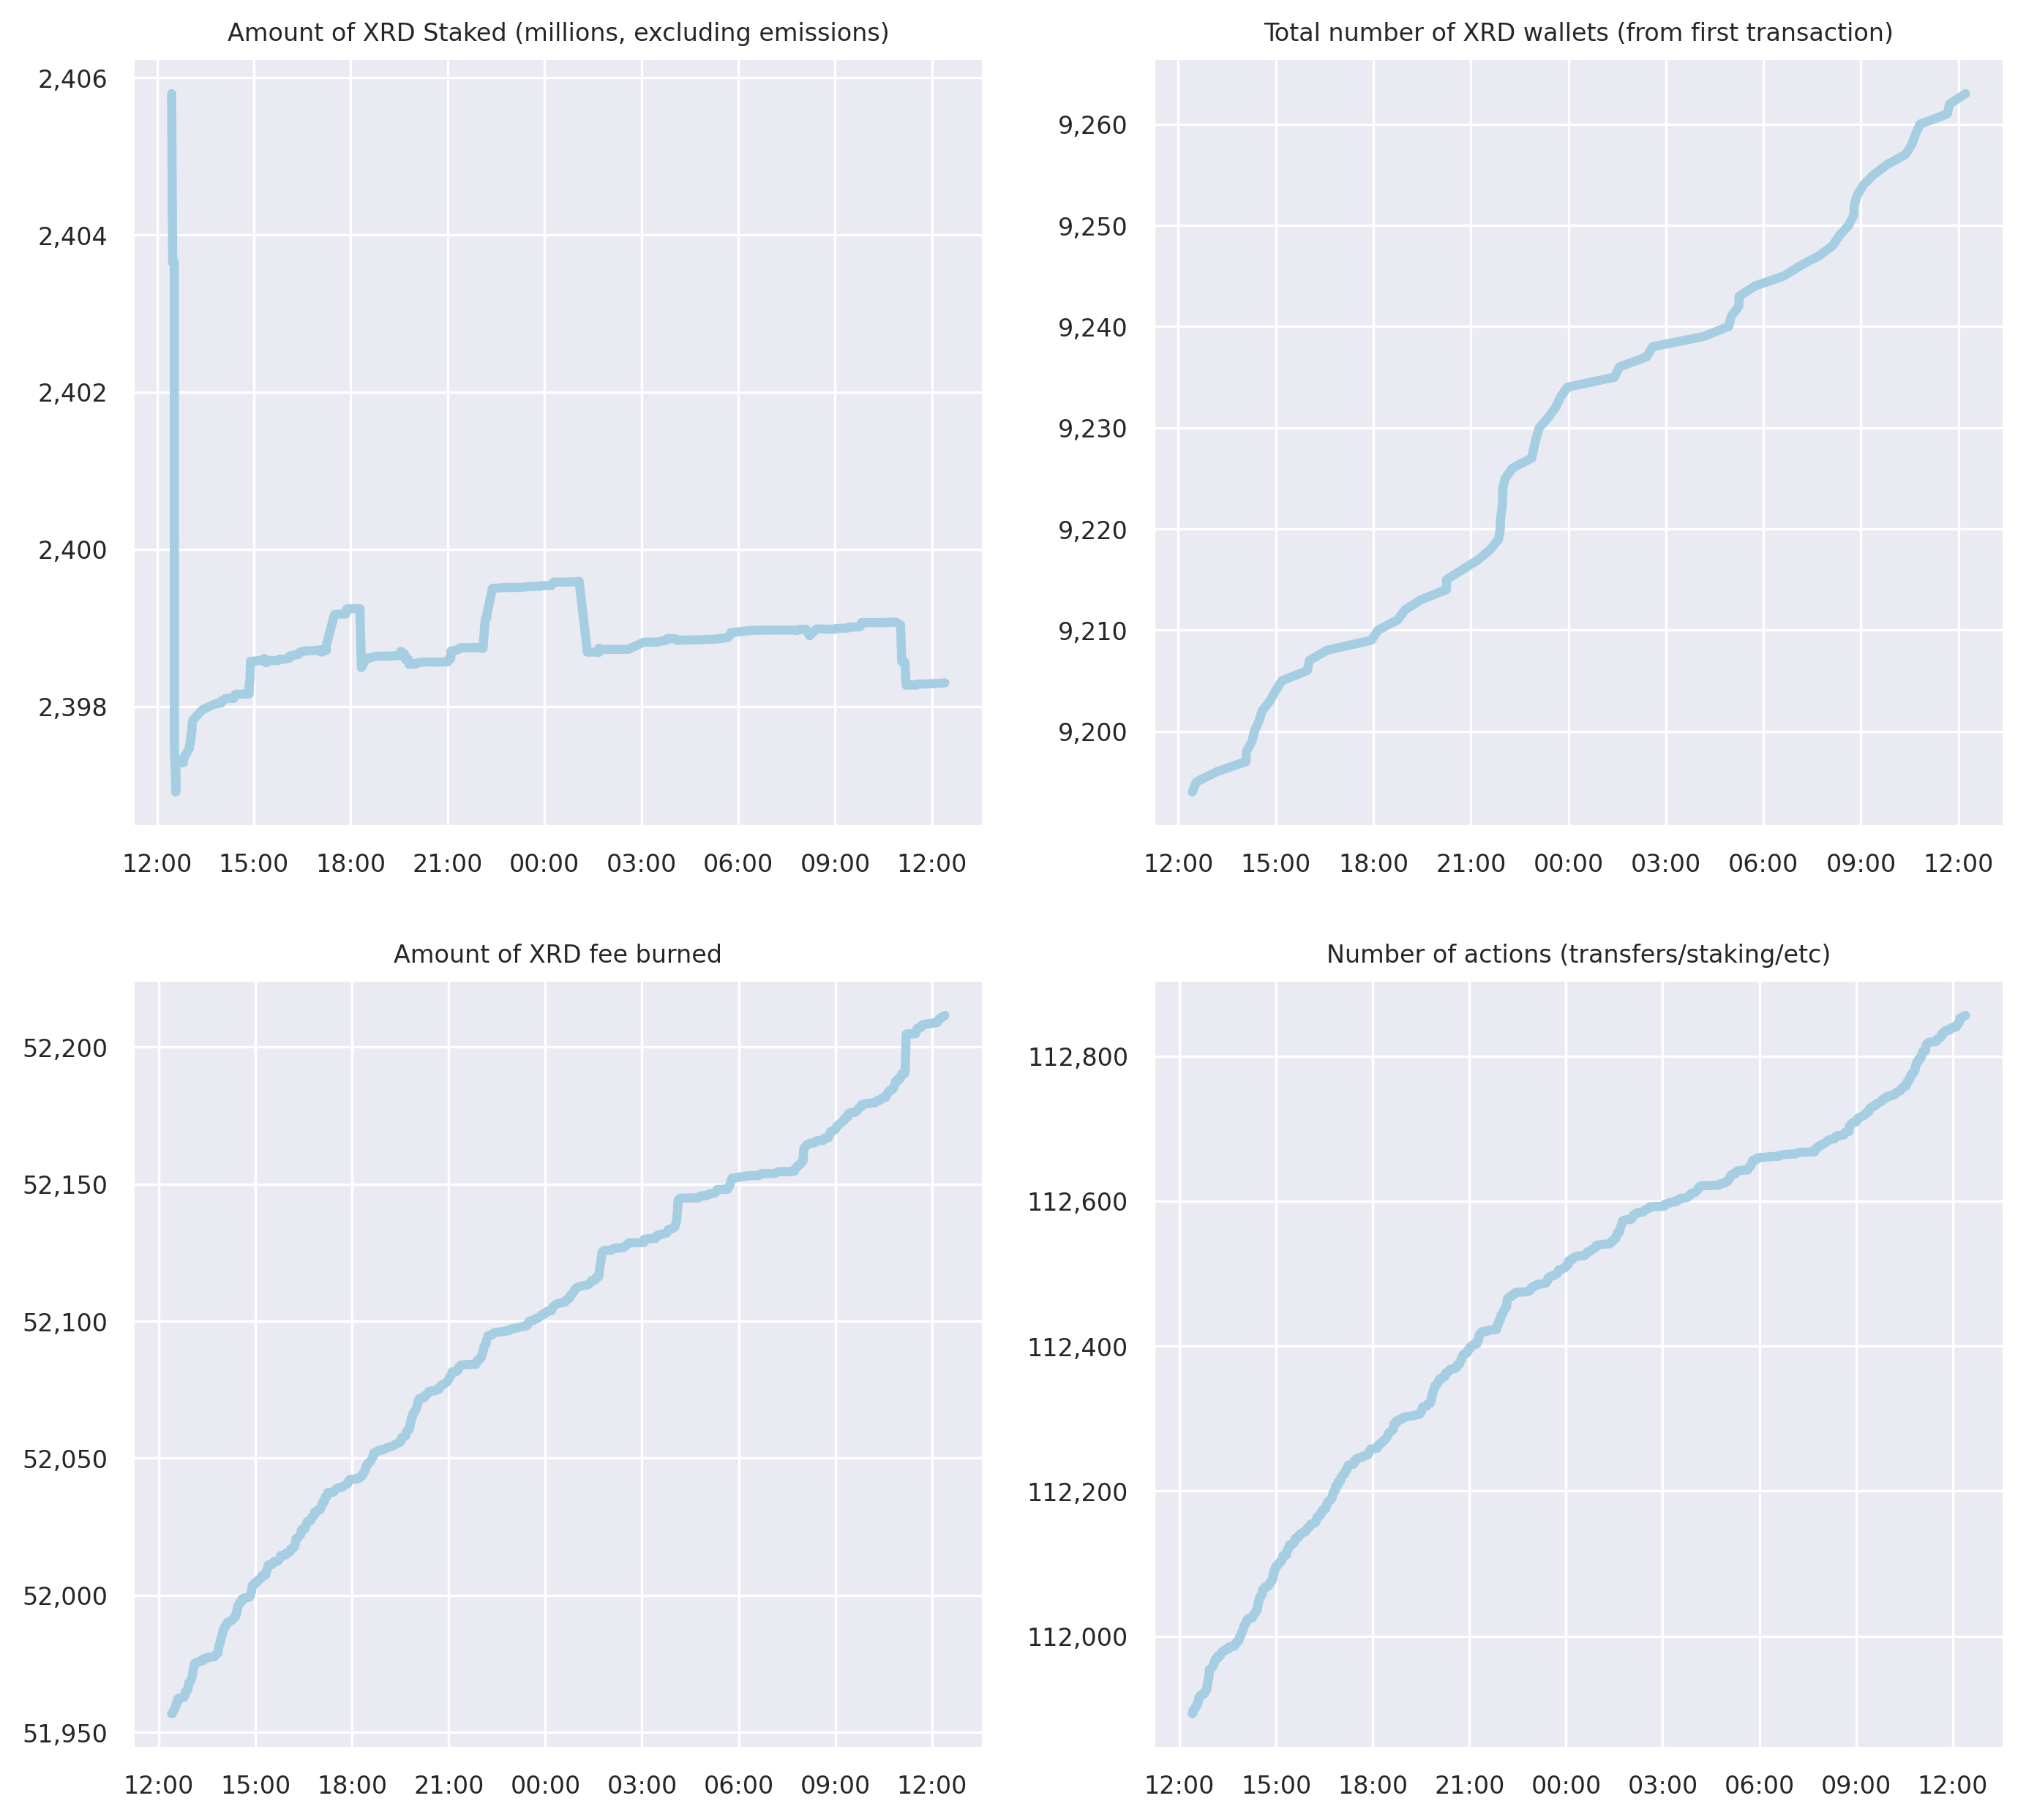 Amount of XRD Staked (millions, excluding emissions)
2,406
2,404
2,402
2,400
2,398
12:00 15:00 18:00 21:00 00:00 03:00 06:00 09:00 12:00
Total number of XRD wallets (from first transaction)
9,260
9,250
9,240
9,230
9,220
9,210
9,200
12:00 15:00 18:00 21:00 00:00 03:00 06:00 09:00 12:00
Amount of XRD fee burned
52,200
52,150
52,100
52,050
52,000
51,950
12:00 15:00 18:00 21:00 00:00 03:00 06:00 09:00 12:00
Number of actions (transfers/staking/etc)
112,800
112,600
112,400
112,200
112,000
12:00 15:00 18:00 21:00 00:00 03:00 06:00 09:00 12:00